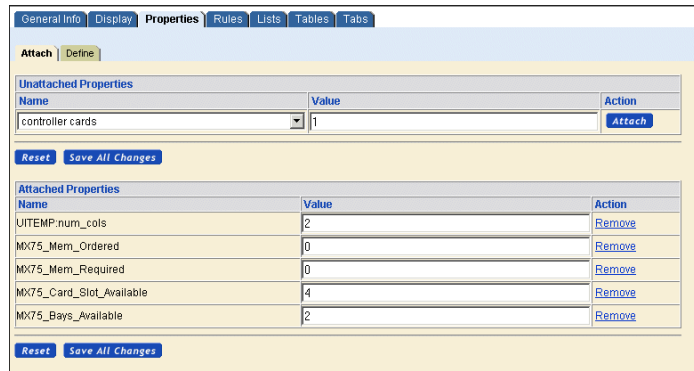 General Info Display Properties Rules Lists Tables Tabs
Attach Define
Unattached Properties
Name Value Action
controller cards 1 Attach
Reset Save All Changes
Attached Properties
Name Value Action
UITEMP:num_cols 2 Remove
MX75_Mem_Ordered 0 Remove
MX75_Mem_Required 0 Remove
MX75_Card_Slot_Available 4 Remove
MX75_Bays_Available 2 Remove
Reset Save All Changes